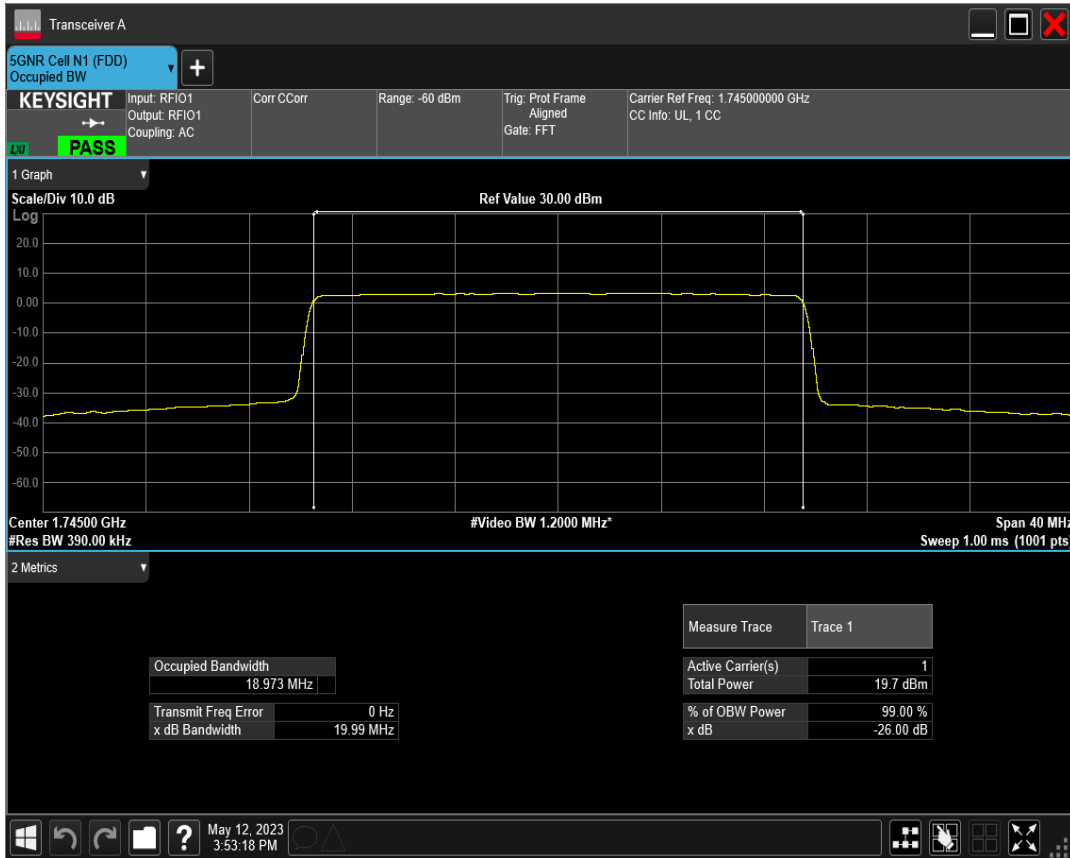 Transceiver A
5GNR Cell N1 (FDD)
Occupied BW
+
KEYSIGHT
LXI
PASS
Input: RFIO1
Output: RFIO1
Coupling: AC
Corr CCorr
Range: -60 dBm
Trig: Prot Frame
Aligned
Gate: FFT
Carrier Ref Freq: 1.745000000 GHz
CC Info: UL, 1 CC
1 Graph
Scale/Div 10.0 dB
Ref Value 30.00 dBm
Log
20.0
10.0
0.00
-10.0
-20.0
-30.0
-40.0
-50.0
-60.0
Center 1.74500 GHz
#Video BW 1.2000 MHz*
Span 40 MHz
#Res BW 390.00 kHz
Sweep 1.00 ms (1001 pts)
2 Metrics
Measure Trace Trace 1
Occupied Bandwidth
18.973 MHz
Transmit Freq Error 0 Hz
x dB Bandwidth 19.99 MHz
Active Carrier(s) 1
Total Power 19.7 dBm
% of OBW Power 99.00 %
x dB -26.00 dB
?
May 12, 2023
3:53:18 PM